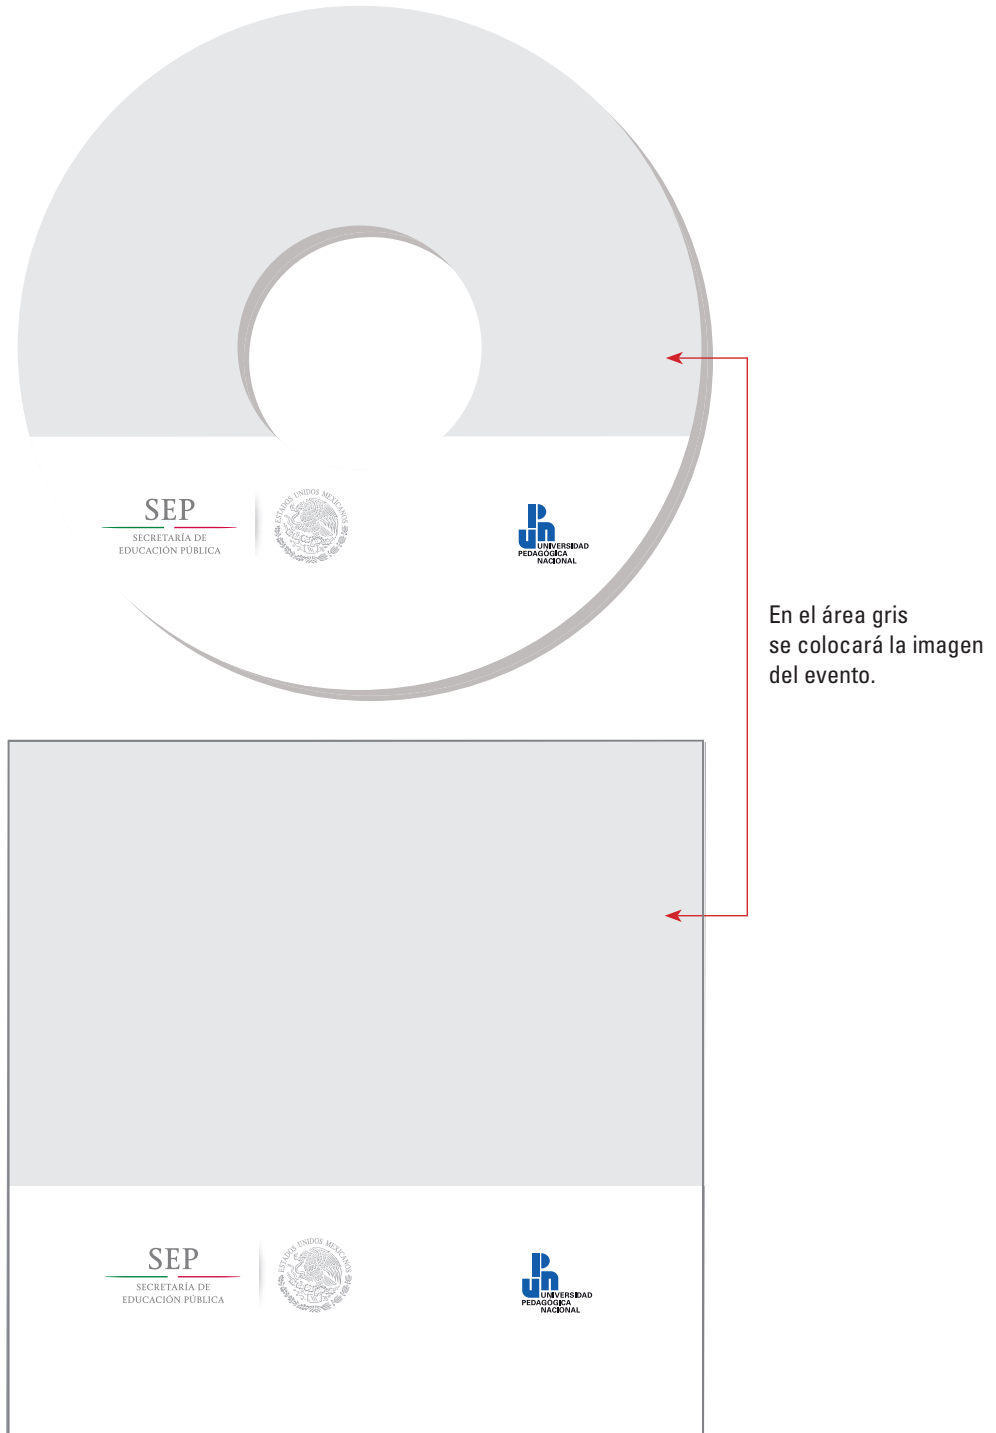 SEP
SECRETARÍA DE
EDUCACIÓN PÚBLICA
ESTADOS UNIDOS MEXICANOS
UNIVERSIDAD
PEDAGÓGICA
NACIONAL
En el área gris
se colocará la imagen
del evento.
SEP
SECRETARÍA DE
EDUCACIÓN PÚBLICA
ESTADOS UNIDOS MEXICANOS
UNIVERSIDAD
PEDAGÓGICA
NACIONAL